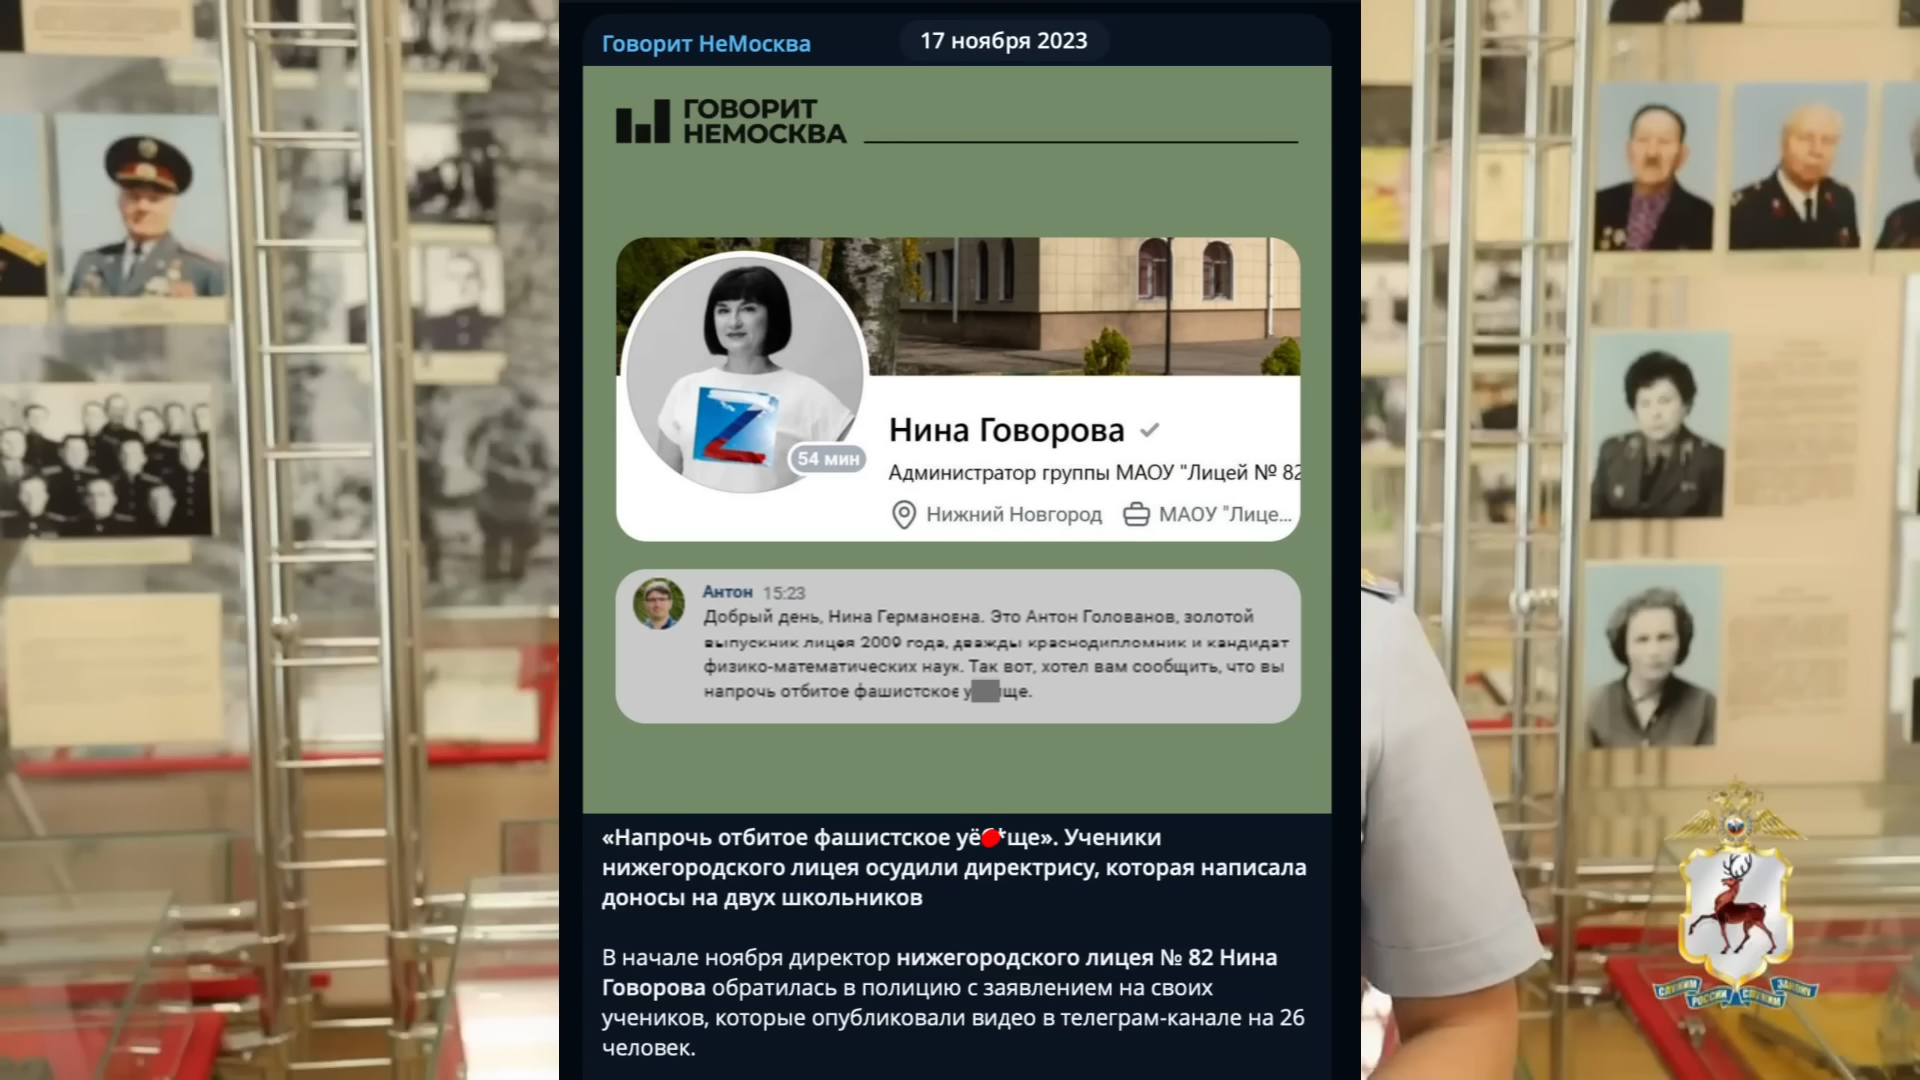 Говорит НеМосква
17 ноября 2023
ГОВОРИТ
НЕМОСКВА
54 мин
Нина Говорова
Администратор группы МАОУ "Лицей № 82
Нижний Новгород МАОУ "Лице...
Антон 15:23
Добрый день, Нина Германовна. Это Антон Голованов, золотой
выпускник лицея 2009 года, дважды краснодипломник и кандидат
физико-математических наук. Так вот, хотел вам сообщить, что вы
напрочь отбитое фашистское у ще.
«Напрочь отбитое фашистское уё *ще». Ученики
нижегородского лицея осудили директрису, которая написала
доносы на двух школьников
В начале ноября директор нижегородского лицея № 82 Нина
Говорова обратилась в полицию с заявлением на своих
учеников, которые опубликовали видео в телеграм-канале на 26
человек.
СЛУЖИМ РОССИИ СЛУЖИМ ЗАКОНУ